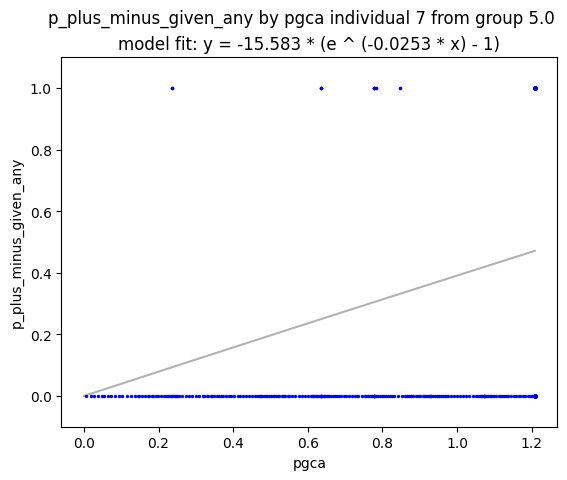 p_plus_minus_given_any by pgca individual 7 from group 5.0
model fit: y = -15.583 * (e ^ (-0.0253 * x) - 1)
1.0
0.8
0.6
0.4
0.2
0.0
p_plus_minus_given_any
0.0 0.2 0.4 0.6 0.8 1.0 1.2
pgca